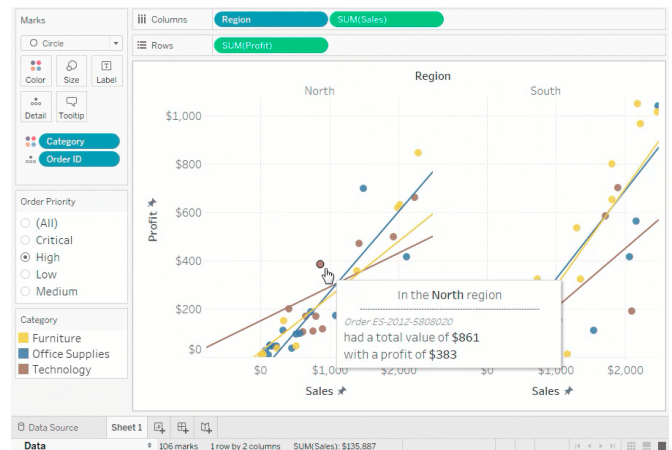 Marks
Circle
Color Size Label
Detail Tooltip
Category
Order ID
Order Priority
(All)
Critical
High
Low
Medium
Category
Furniture
Office Supplies
Technology
iii Columns Region SUM(Sales)
Rows SUM(Profit)
Region
North South
Profit
$1,000
$800
$600
$400
$200
$0
In the North region
Order ES-2012-5808020
had a total value of $861
with a profit of $383
$0 $1,000 $2,000 $0 $1,000 $2,000
Sales Sales
Data Source Sheet 1
Data 106 marks 1 row by 2 columns SUM(Sales): $135,887